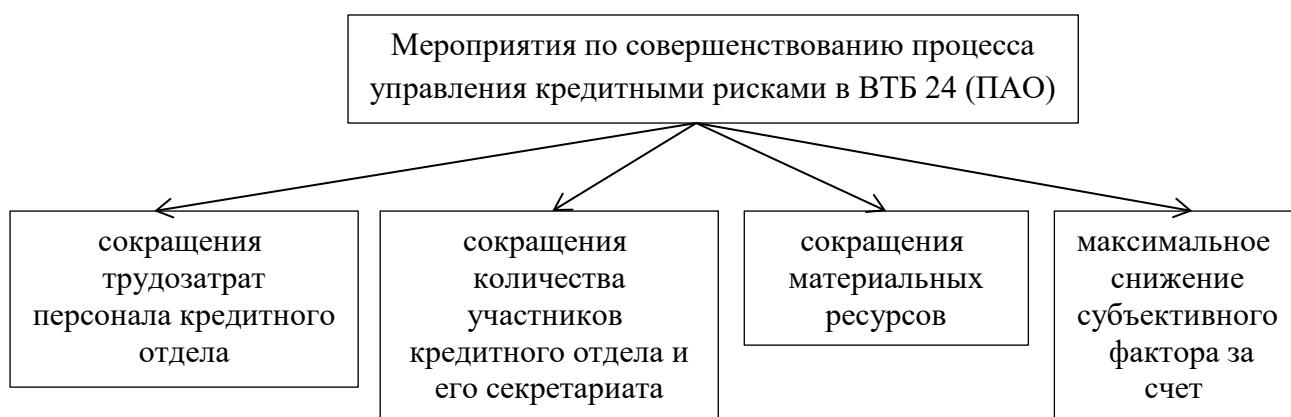 Мероприятия по совершенствованию процесса
управления кредитными рисками в ВТБ 24 (ПАО)
сокращения
трудозатрат
персонала кредитного
отдела
сокращения
количества
участников
кредитного отдела и
его секретариата
сокращения
материальных
ресурсов
максимальное
снижение
субъективного
фактора за
счет